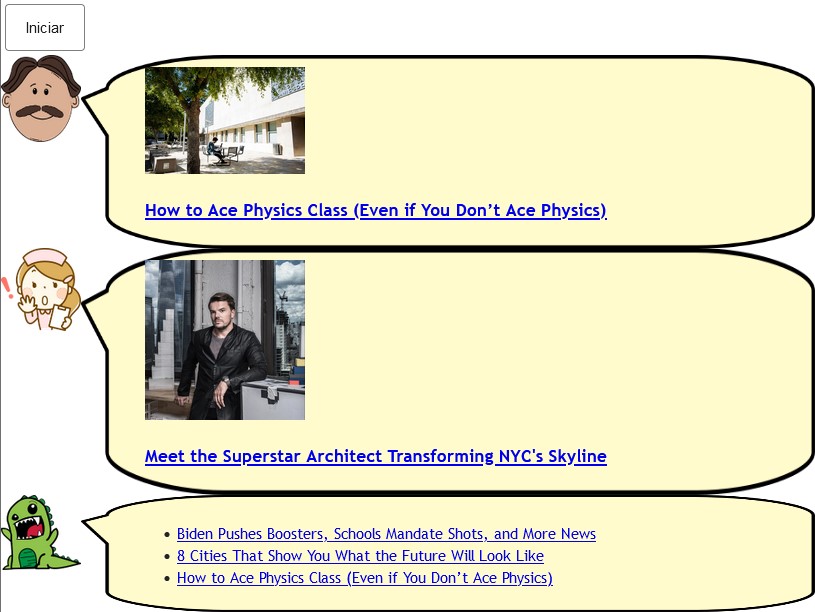 Iniciar
How to Ace Physics Class (Even if You Don’t Ace Physics)
Meet the Superstar Architect Transforming NYC's Skyline
Biden Pushes Boosters, Schools Mandate Shots, and More News
8 Cities That Show You What the Future Will Look Like
How to Ace Physics Class (Even if You Don’t Ace Physics)